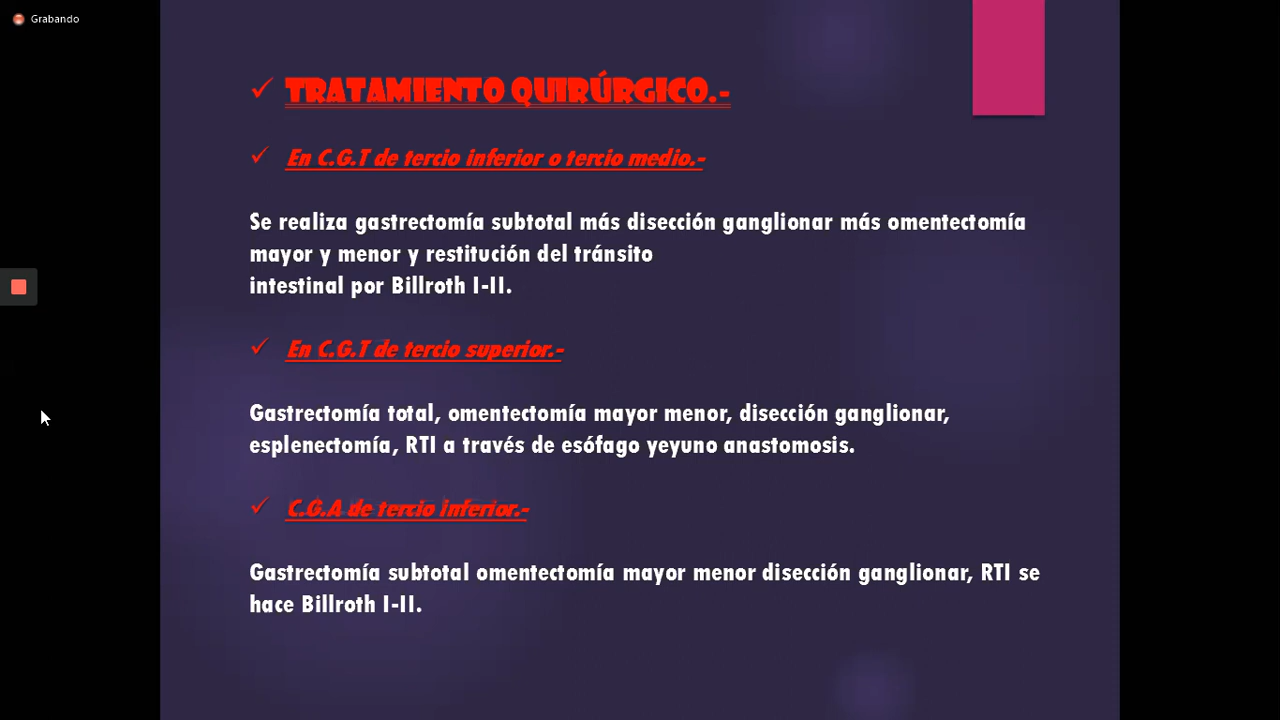 Grabando
TRATAMIENTO QUIRÚRGICO.-
En C.G.T de tercio inferior o tercio medio.-
Se realiza gastrectomía subtotal más disección ganglionar más omentectomía
mayor y menor y restitución del tránsito
intestinal por Billroth I-II.
En C.G.T de tercio superior.-
Gastrectomía total, omentectomía mayor menor, disección ganglionar,
esplenectomía, RTI a través de esófago yeyuno anastomosis.
C.G.A de tercio inferior.-
Gastrectomía subtotal omentectomía mayor menor disección ganglionar, RTI se
hace Billroth I-II.